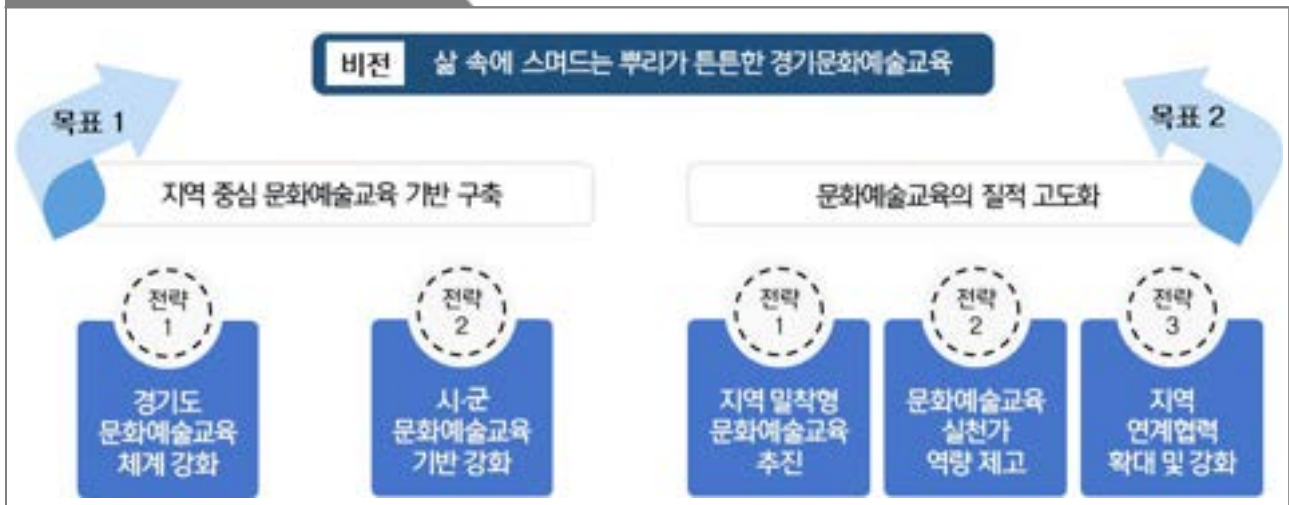 비전 삶 속에 스며드는 뿌리가 튼튼한 경기문화예술교육
목표 1
지역 중심 문화예술교육 기반 구축
전략
1
경기도
문화예술교육
체계 강화
전략
2
시·군
문화예술교육
기반 강화
목표 2
문화예술교육의 질적 고도화
전략
1
지역 밀착형
문화예술교육
추진
전략
2
문화예술교육
실천가
역량 제고
전략
3
지역
연계협력
확대 및 강화